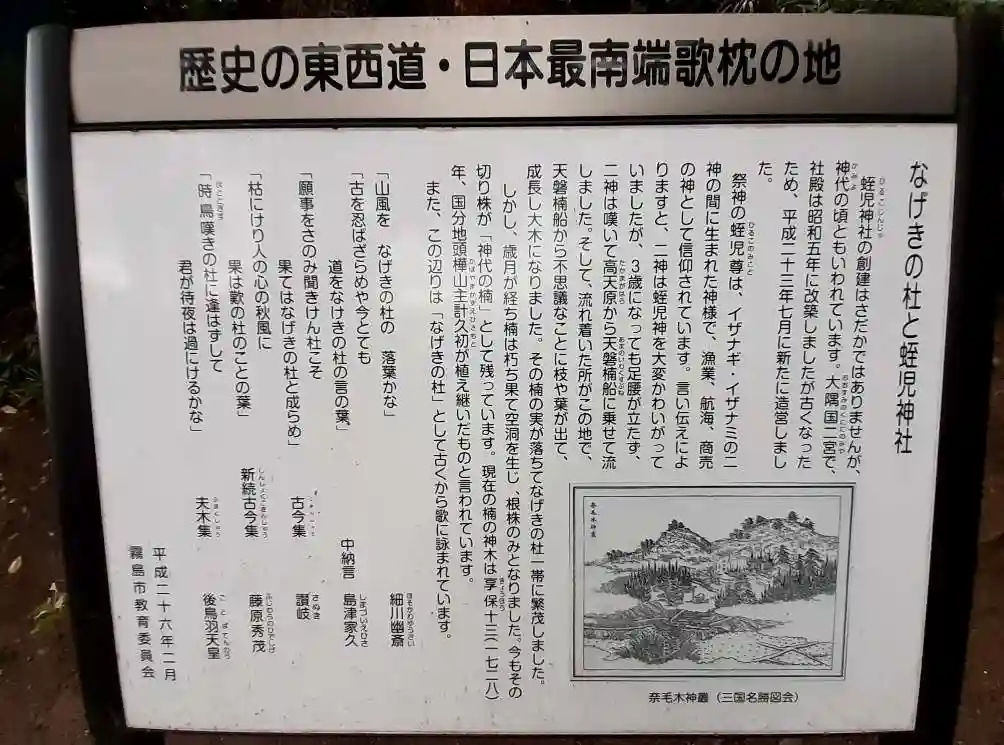 歴史の東西道・日本最南端歌枕の地
なげきの杜と蛭児神社
蛭児神社の創建はさだかではありませんが、
神代の頃ともいわれています。大隅国二宮で、
社殿は昭和五年に改築しましたが古くなった
ため、平成二十三年七月に新たに造営しまし
た。
祭神の蛭児尊は、イザナギ・イザナミの二
神の間に生まれた神様で、漁業、航海、商売
の神として信仰されています。言い伝えによ
りますと、二神は蛭児神を大変かわいがって
いましたが、3歳になっても足腰が立たず、
二神は嘆いて高天原から天磐楠船に乗せて流
しました。そして、流れ着いた所がこの地で、
天磐楠船から不思議なことに枝や葉が出て、
成長し大木になりました。その楠の実が落ちてなげきの杜一帯に繁茂しました。
しかし、歳月が経ち楠は朽ち果て空洞を生じ、根株のみとなりました。今もその
切り株が「神代の楠」として残っています。現在の楠の神木は享保十三(一七二八)
年、国分地頭樺山主計久初が植え継いだものと言われています。
また、この辺りは「なげきの杜」として古くから歌に詠まれています。
「山風を なげきの杜の 落葉かな」 細川幽斎
「古を忍ばざらめや今とても
道をなけきの杜の言の葉」 中納言 島津家久
「願事をさのみ聞きけん杜こそ
果てはなげきの杜と成らめ」 古今集 讃岐
「枯にけり人の心の秋風に
果は歎の杜のことの葉」 新続古今集 藤原秀茂
「時鳥嘆きの杜に逢はずして
君が待夜は過にけるかな」 夫木集 後鳥羽天皇
平成二十六年二月
霧島市教育委員会
奈毛木神叢
奈毛木神叢(三国名勝図会)